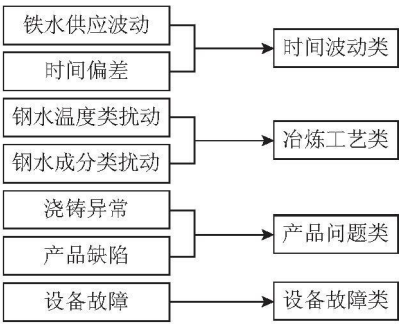 铁水供应波动
时间偏差
时间波动类
钢水温度类扰动
钢水成分类扰动
冶炼工艺类
浇铸异常
产品缺陷
产品问题类
设备故障
设备故障类